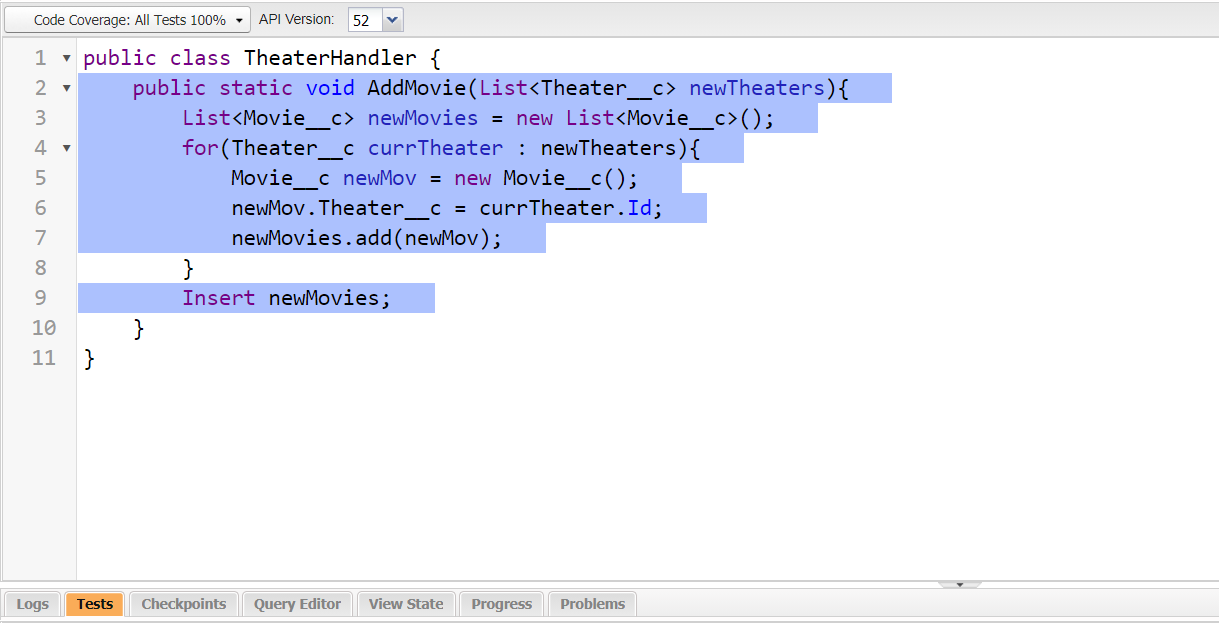 Code Coverage: All Tests 100% API Version: 52
1 public class TheaterHandler {
2 public static void AddMovie(List<Theater__c> newTheaters){
3 List<Movie__c> newMovies = new List<Movie__c>();
4 for(Theater__c currTheater : newTheaters){
5 Movie__c newMov = new Movie__c();
6 newMov.Theater__c = currTheater.Id;
7 newMovies.add(newMov);
8 }
9 Insert newMovies;
10 }
11 }
Logs Tests Checkpoints Query Editor View State Progress Problems